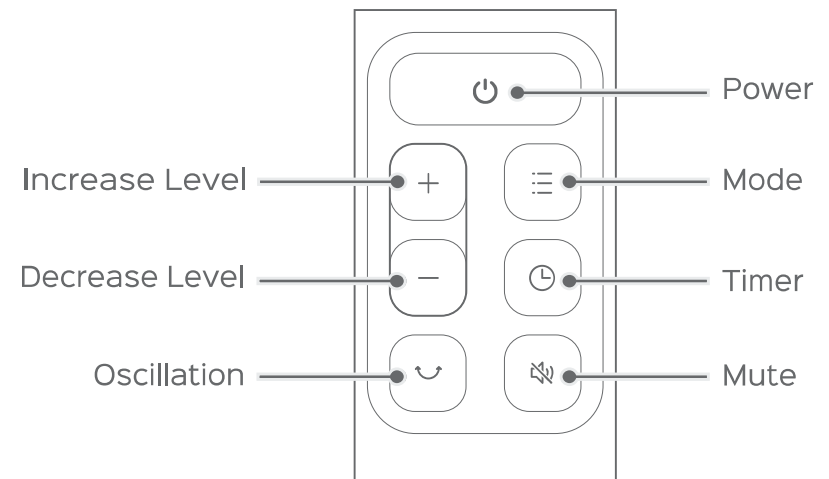 Power
Increase Level
Mode
Decrease Level
Timer
Oscillation
Mute